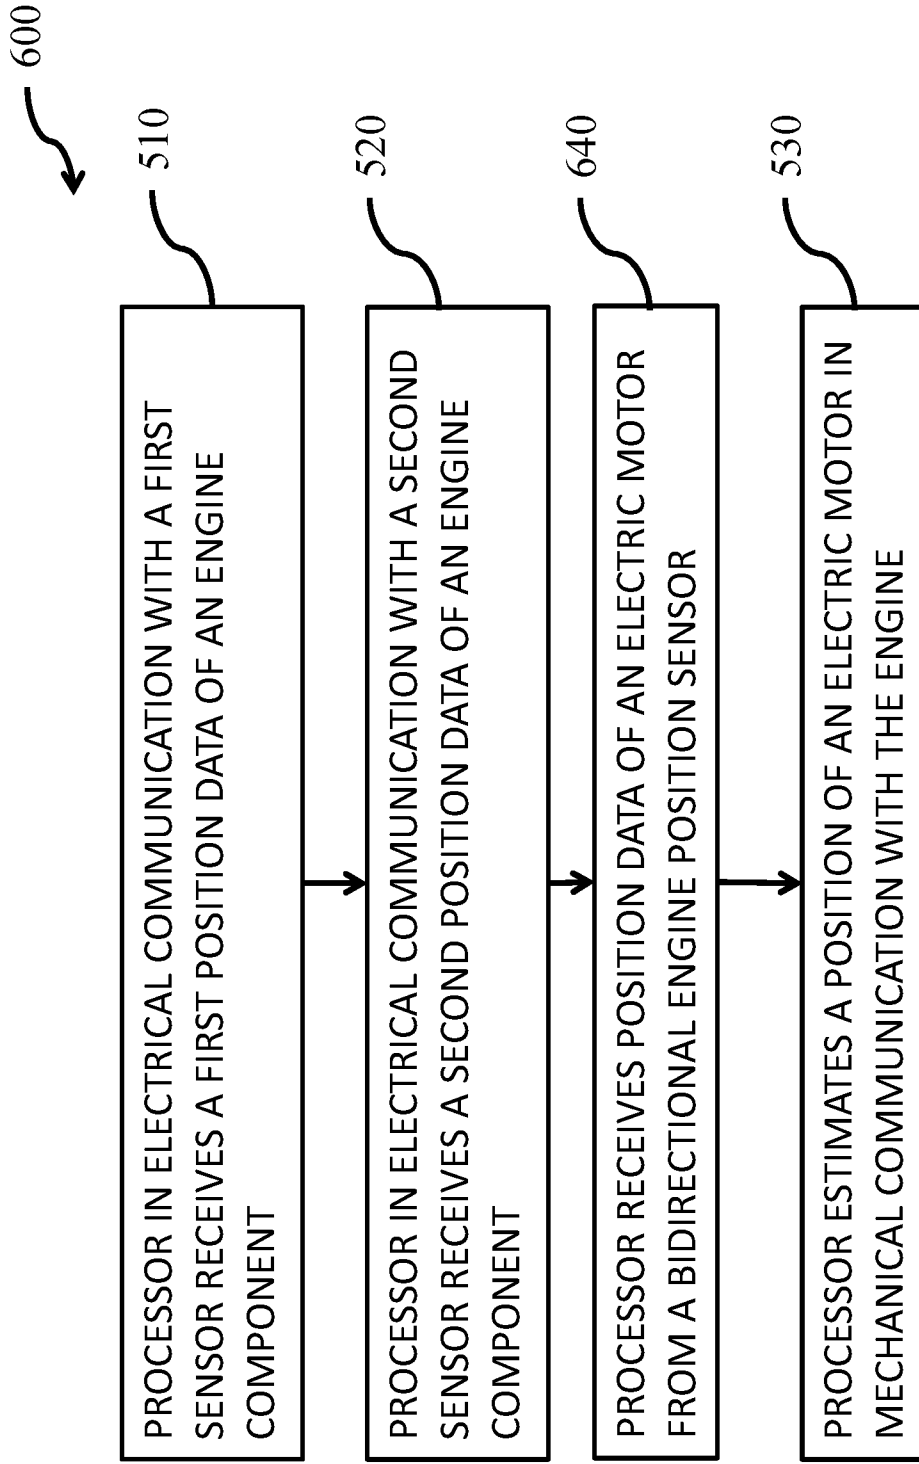 600
PROCESSOR IN ELECTRICAL COMMUNICATION WITH A FIRST
SENSOR RECEIVES A FIRST POSITION DATA OF AN ENGINE
COMPONENT
510
PROCESSOR IN ELECTRICAL COMMUNICATION WITH A SECOND
SENSOR RECEIVES A SECOND POSITION DATA OF AN ENGINE
COMPONENT
520
PROCESSOR RECEIVES POSITION DATA OF AN ELECTRIC MOTOR
FROM A BIDIRECTIONAL ENGINE POSITION SENSOR
640
PROCESSOR ESTIMATES A POSITION OF AN ELECTRIC MOTOR IN
MECHANICAL COMMUNICATION WITH THE ENGINE
530